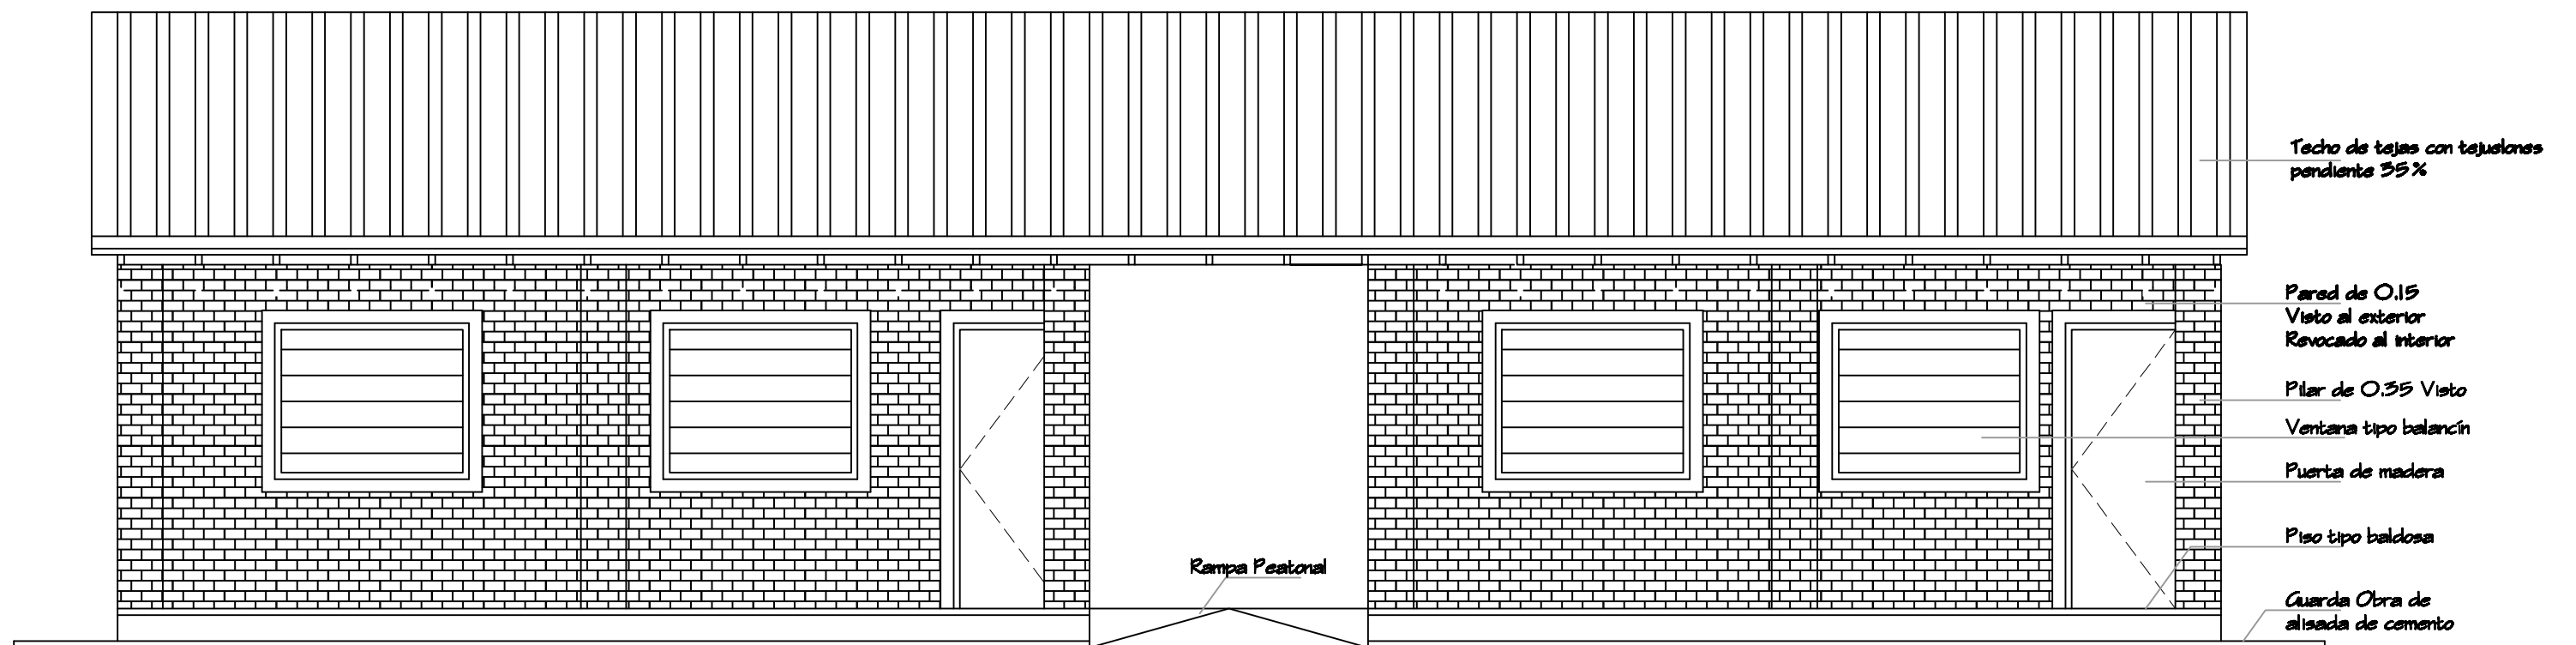 Techo de tejas con tejuelones
pendiente 35%
Pared de 0.15
Visto al exterior
Revocado al interior
Pilar de 0.35 Visto
Ventana tipo balancín
Puerta de madera
Piso tipo baldosa
Rampa Peatonal
Guarda Obra de
alisada de cemento